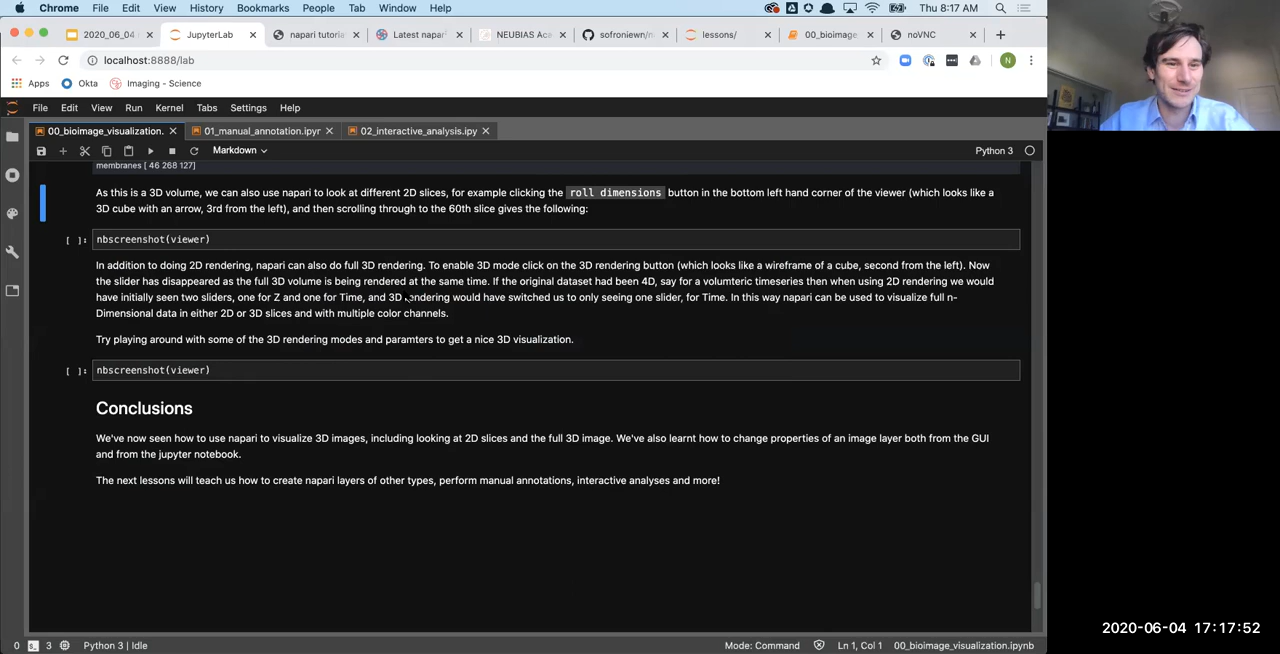 Chrome File Edit View History Bookmarks People Tab Window Help Thu 8:17 AM
2020_06_04 JupyterLab napari tutoria Latest napari NEUBIAS Aca sofroniewn/na lessons/ 00_bioimage_ noVNC
localhost:8888/lab N
Apps Okta Imaging - Science
File Edit View Run Kernel Tabs Settings Help
00_bioimage_visualization. 01_manual_annotation.ipyr 02_interactive_analysis.ipy
Markdown Python 3
membranes [ 46 268 127]
As this is a 3D volume, we can also use napari to look at different 2D slices, for example clicking the roll dimensions button in the bottom left hand corner of the viewer (which looks like a
3D cube with an arrow, 3rd from the left), and then scrolling through to the 60th slice gives the following:
[ ]: nbscreenshot(viewer)
In addition to doing 2D rendering, napari can also do full 3D rendering. To enable 3D mode click on the 3D rendering button (which looks like a wireframe of a cube, second from the left). Now
the slider has disappeared as the full 3D volume is being rendered at the same time. If the original dataset had been 4D, say for a volumteric timeseries then when using 2D rendering we would
have initially seen two sliders, one for Z and one for Time, and 3D rendering would have switched us to only seeing one slider, for Time. In this way napari can be used to visualize full n-
Dimensional data in either 2D or 3D slices and with multiple color channels.
Try playing around with some of the 3D rendering modes and paramters to get a nice 3D visualization.
[ ]: nbscreenshot(viewer)
Conclusions
We've now seen how to use napari to visualize 3D images, including looking at 2D slices and the full 3D image. We've also learnt how to change properties of an image layer both from the GUI
and from the jupyter notebook.
The next lessons will teach us how to create napari layers of other types, perform manual annotations, interactive analyses and more!
2020-06-04 17:17:52
0 3 Python 3 | Idle Mode: Command Ln 1, Col 1 00_bioimage_visualization.ipynb